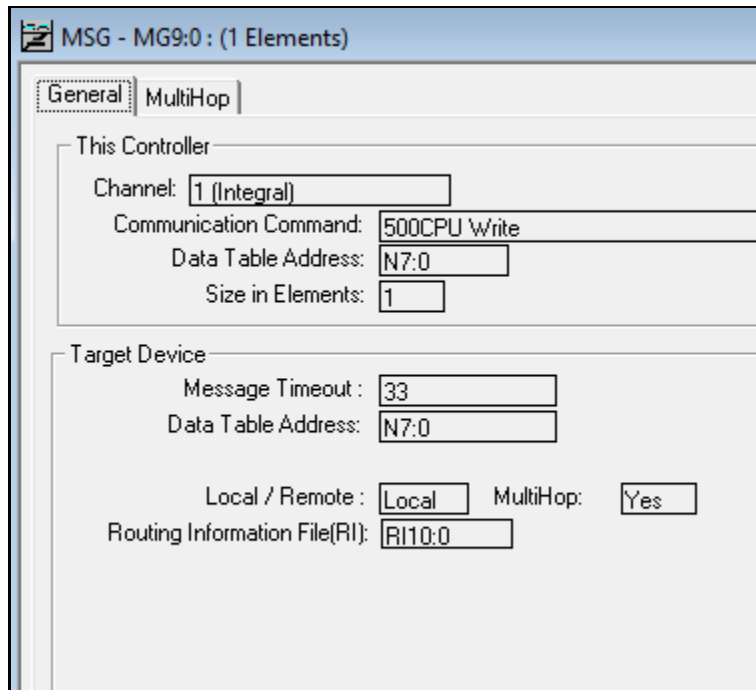 MSG - MG9:0 : (1 Elements)
General MultiHop
This Controller
Channel: 1 (Integral)
Communication Command: 500CPU Write
Data Table Address: N7:0
Size in Elements: 1
Target Device
Message Timeout : 33
Data Table Address: N7:0
Local / Remote : Local MultiHop: Yes
Routing Information File(RI): RI10:0